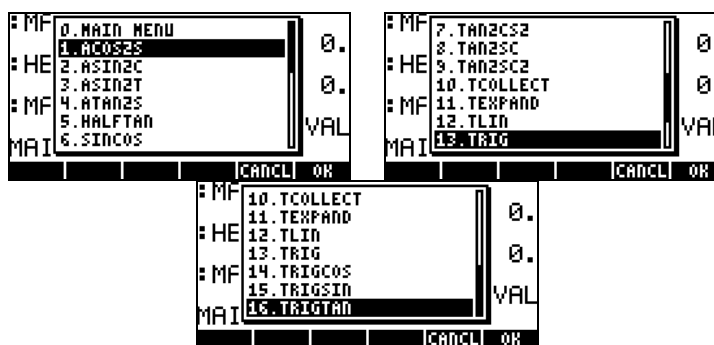 :MF
0.MAIN MENU
1.ACOS2S
:HE
2.ASIN2C
3.ASIN2T
:MF
4.ATAN2S
5.HALFTAN
MAI
6.SINCOS
0.
0.
VAL
CANCL OK
:MF
7.TAN2CS2
8.TAN2SC
:HE
9.TAN2SC2
10.TCOLLECT
:MF
11.TEXPAND
12.TLIN
MAI
13.TRIG
0
0
VAL
CANCL OK
:MF
10.TCOLLECT
11.TEXPAND
:HE
12.TLIN
13.TRIG
:MF
14.TRIGCOS
15.TRIGSIN
MAI
16.TRIGTAN
0.
0.
VAL
CANCL OK